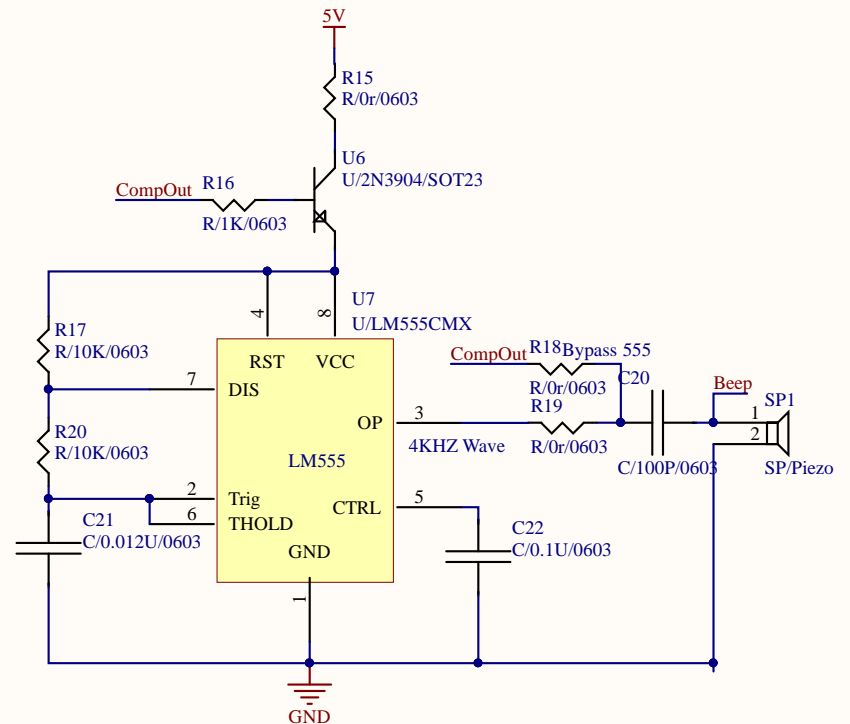 5V
R15
R/0r/0603
U6
U/2N3904/SOT23
CompOut
R16
R/1K/0603
4
8
U7
U/LM555CMX
R17
R/10K/0603
RST
VCC
CompOut
R18
Bypass 555
R/0r/0603
C20
Beep
SP1
7
DIS
R19
1
3
OP
2
R20
R/10K/0603
4KHZ Wave
R/0r/0603
LM555
C/100P/0603
SP/Piezo
2
Trig
5
CTRL
6
THOLD
C21
C/0.012U/0603
C22
C/0.1U/0603
GND
1
GND